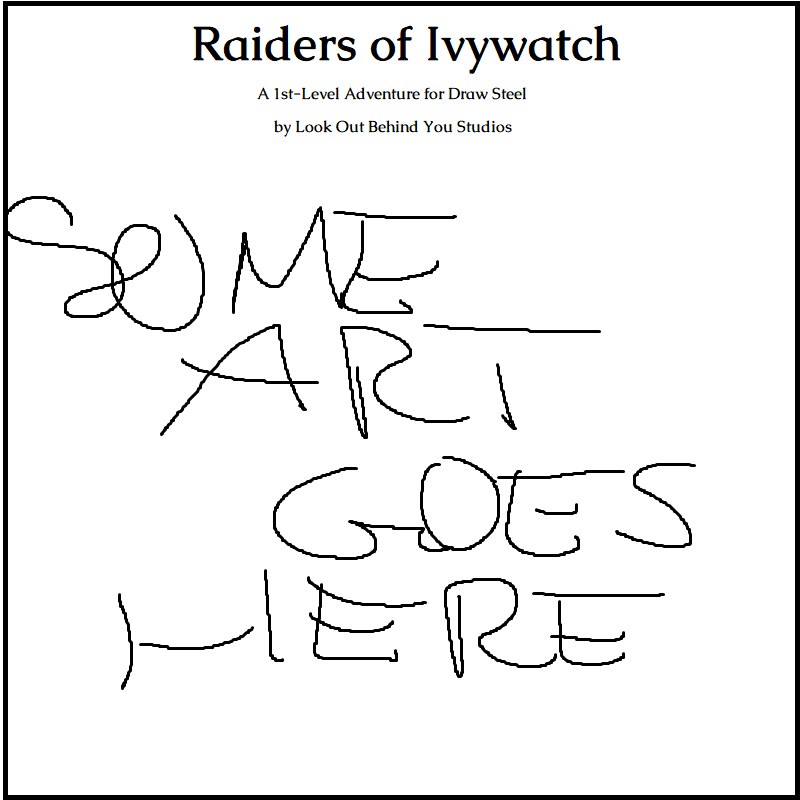 Raiders of Ivywatch
A 1st-Level Adventure for Draw Steel
by Look Out Behind You Studios
SOME
ART
GOES
HERE